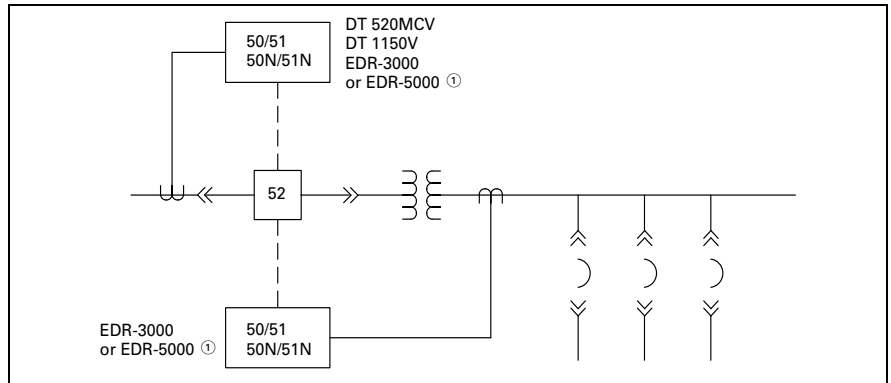 50/51
50N/51N
DT 520MCV
DT 1150V
EDR-3000
or EDR-5000 ①
52
EDR-3000
or EDR-5000 ①
50/51
50N/51N